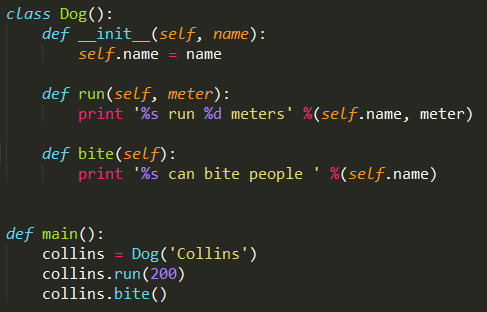 class Dog():
    def __init__(self, name):
        self.name = name

    def run(self, meter):
        print '%s run %d meters' %(self.name, meter)

    def bite(self):
        print '%s can bite people ' %(self.name)


def main():
    collins = Dog('Collins')
    collins.run(200)
    collins.bite()